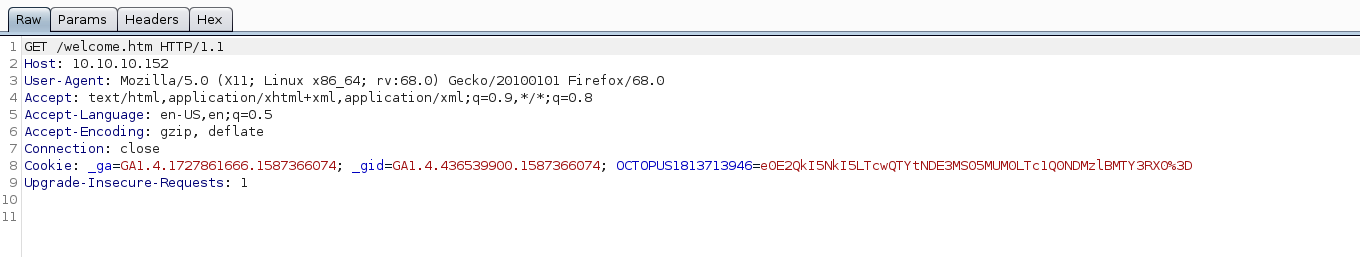 Raw Params Headers Hex
1 GET /welcome.htm HTTP/1.1
2 Host: 10.10.10.152
3 User-Agent: Mozilla/5.0 (X11; Linux x86_64; rv:68.0) Gecko/20100101 Firefox/68.0
4 Accept: text/html,application/xhtml+xml,application/xml;q=0.9,*/*;q=0.8
5 Accept-Language: en-US,en;q=0.5
6 Accept-Encoding: gzip, deflate
7 Connection: close
8 Cookie: _ga=GA1.4.1727861666.1587366074; _gid=GA1.4.436539900.1587366074; OCTOPUS1813713946=e0E2QkI5NkI5LTcwQTYtNDE3MS05MUM0LTc1Q0NDMzlBMTY3RX0%3D
9 Upgrade-Insecure-Requests: 1
10
11